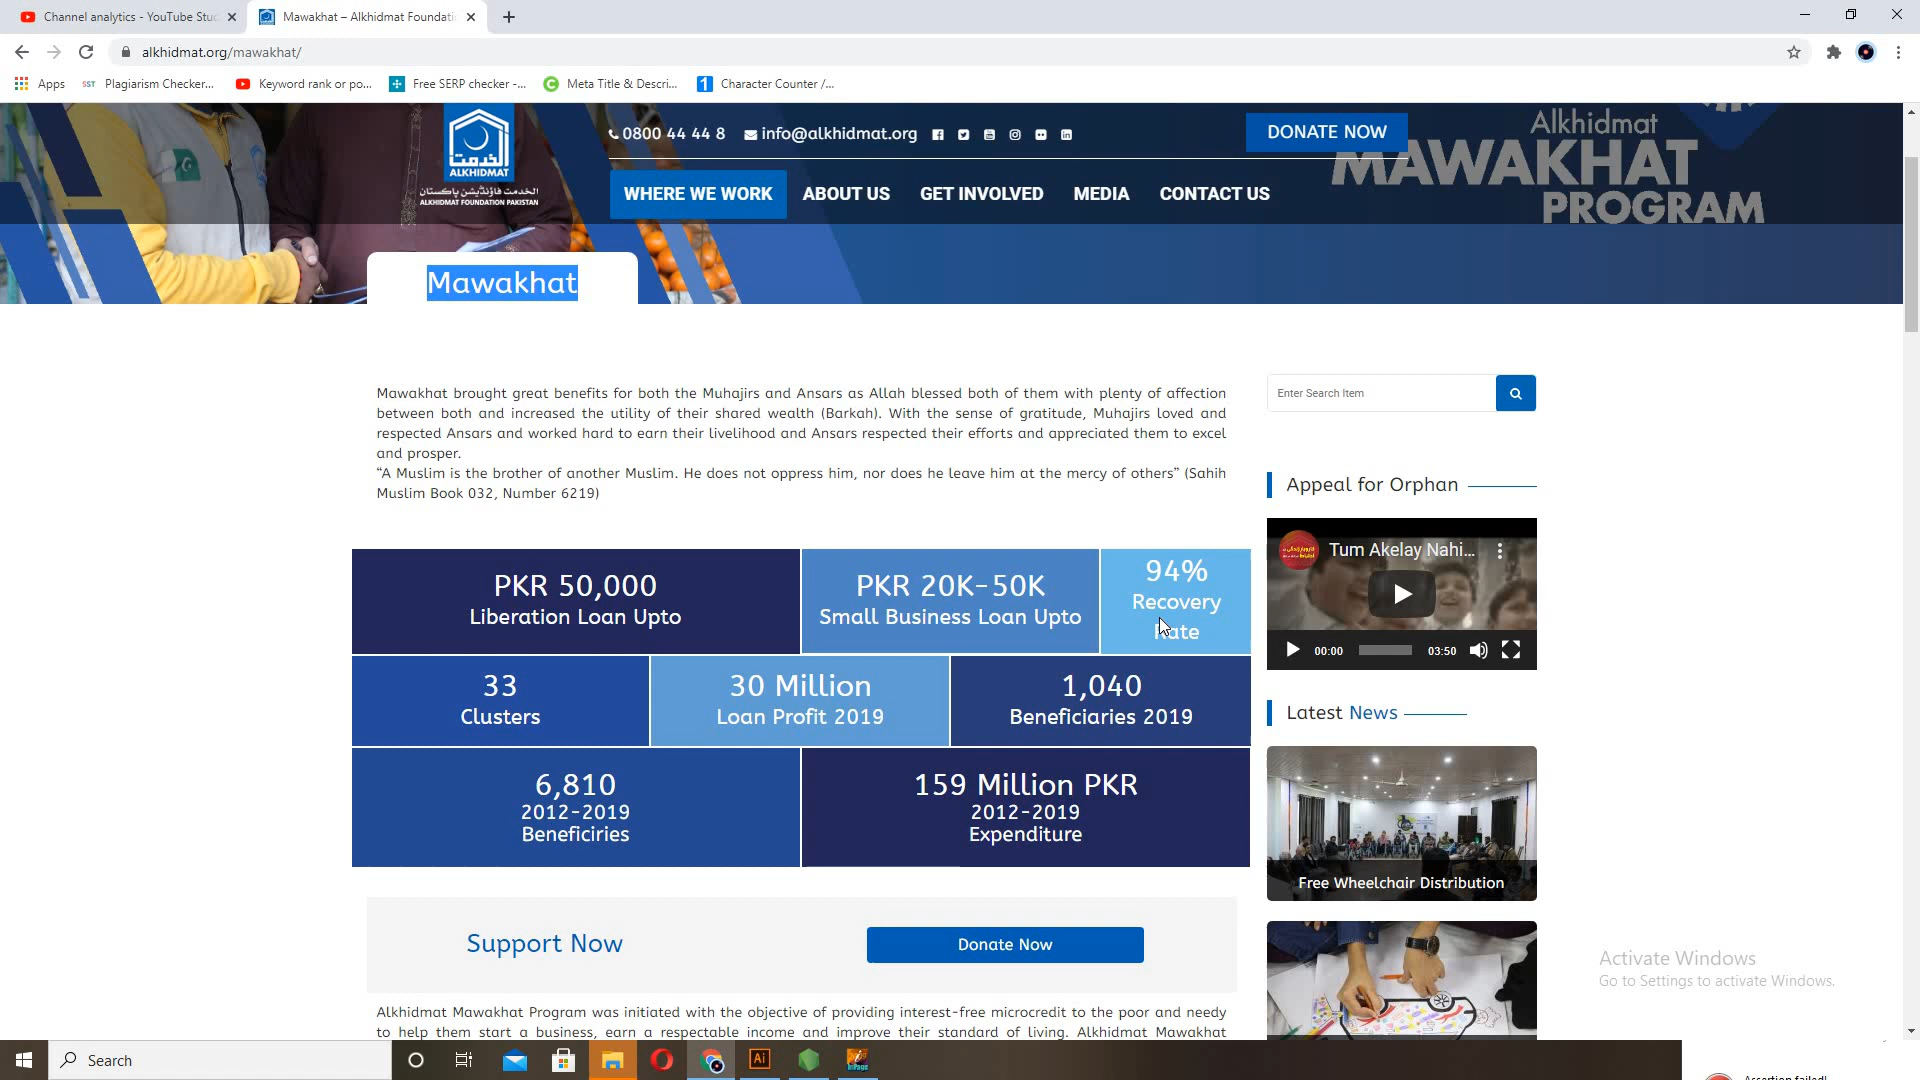 Channel analytics - YouTube Stu
Mawakhat – Alkhidmat Foundati
alkhidmat.org/mawakhat/
Apps
SST
Plagiarism Checker...
Keyword rank or po...
Free SERP checker -...
Meta Title & Descri...
1
Character Counter /...
الخدمت
ALKHIDMAT
الخدمت فاؤنڈیشن پاکستان
ALKHIDMAT FOUNDATION PAKISTAN
0800 44 44 8
info@alkhidmat.org
DONATE NOW
WHERE WE WORK
ABOUT US
GET INVOLVED
MEDIA
CONTACT US
Alkhidmat
MAWAKHAT
PROGRAM
Mawakhat
Mawakhat brought great benefits for both the Muhajirs and Ansars as Allah blessed both of them with plenty of affection
between both and increased the utility of their shared wealth (Barkah). With the sense of gratitude, Muhajirs loved and
respected Ansars and worked hard to earn their livelihood and Ansars respected their efforts and appreciated them to excel
and prosper.
“A Muslim is the brother of another Muslim. He does not oppress him, nor does he leave him at the mercy of others” (Sahih
Muslim Book 032, Number 6219)
PKR 50,000
Liberation Loan Upto
PKR 20K-50K
Small Business Loan Upto
94%
Recovery
Rate
33
Clusters
30 Million
Loan Profit 2019
1,040
Beneficiaries 2019
6,810
2012-2019
Beneficiries
159 Million PKR
2012-2019
Expenditure
Support Now
Donate Now
Alkhidmat Mawakhat Program was initiated with the objective of providing interest-free microcredit to the poor and needy
to help them start a business, earn a respectable income and improve their standard of living. Alkhidmat Mawakhat
Enter Search Item
Appeal for Orphan
Tum Akelay Nahi...
00:00
03:50
Latest News
Free Wheelchair Distribution
Activate Windows
Go to Settings to activate Windows.
Search
Ai
InPage
Assertion failed!